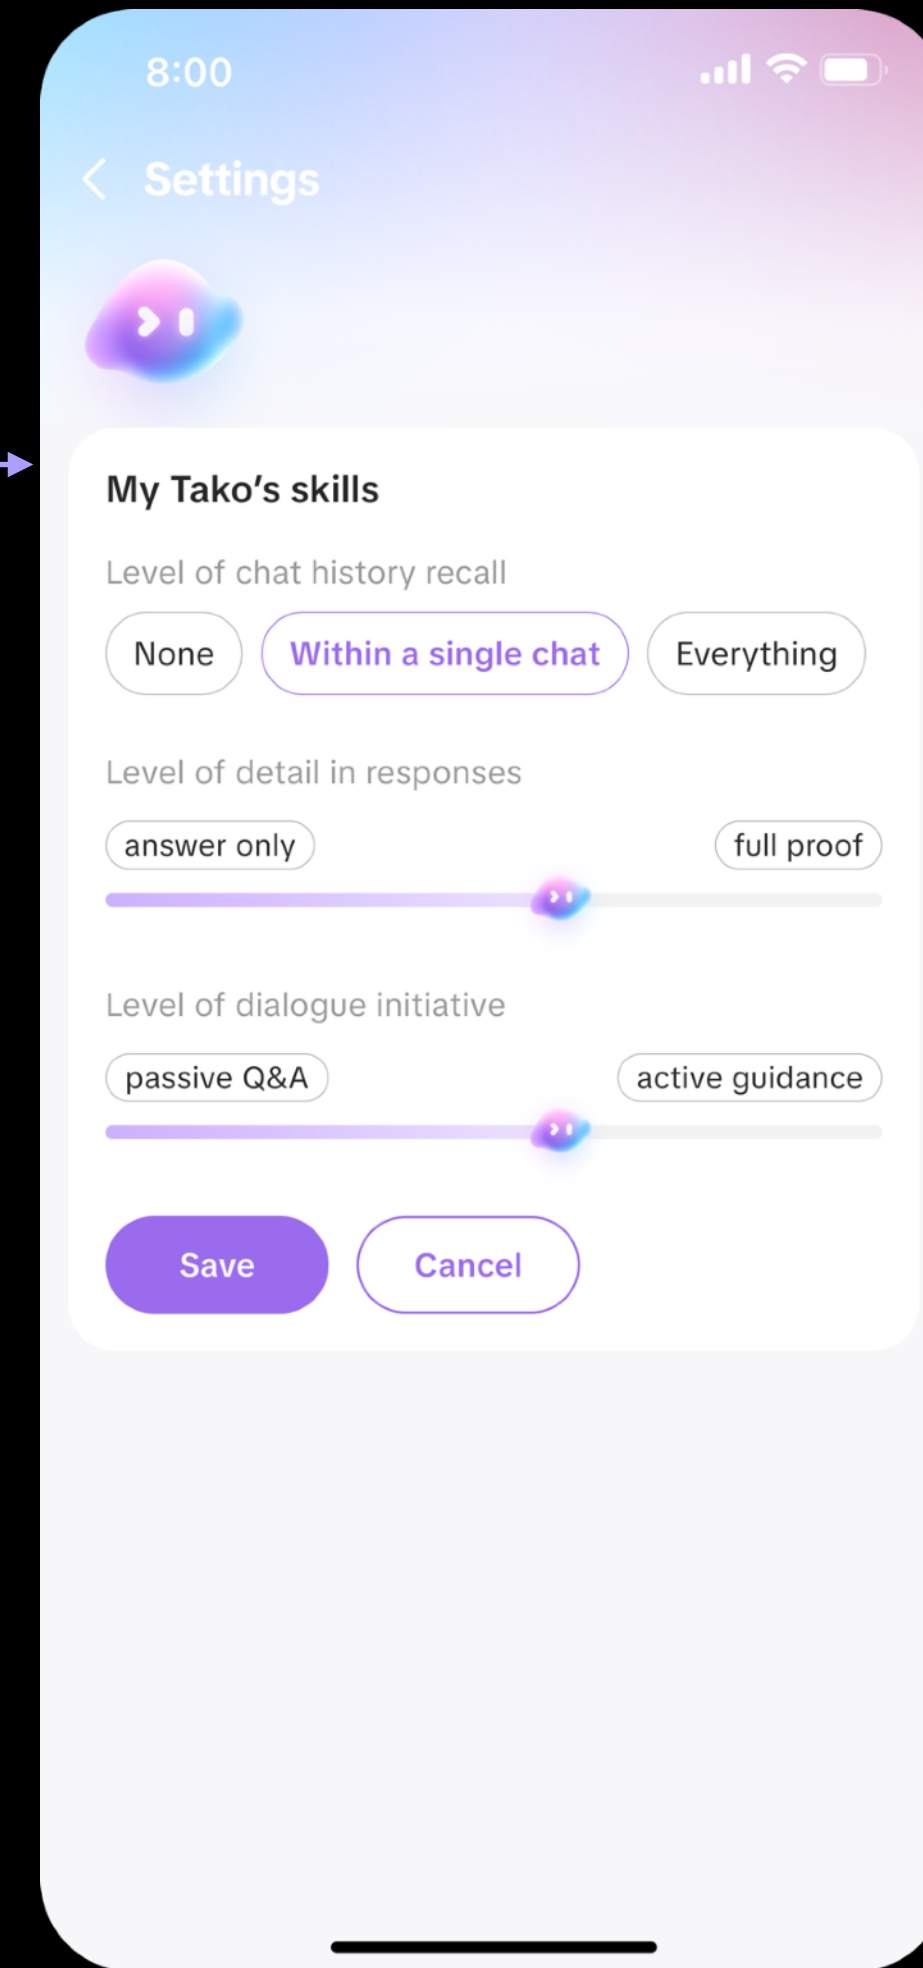 8:00
Settings
My Tako’s skills
Level of chat history recall
None Within a single chat Everything
Level of detail in responses
answer only full proof
Level of dialogue initiative
passive Q&A active guidance
Save Cancel